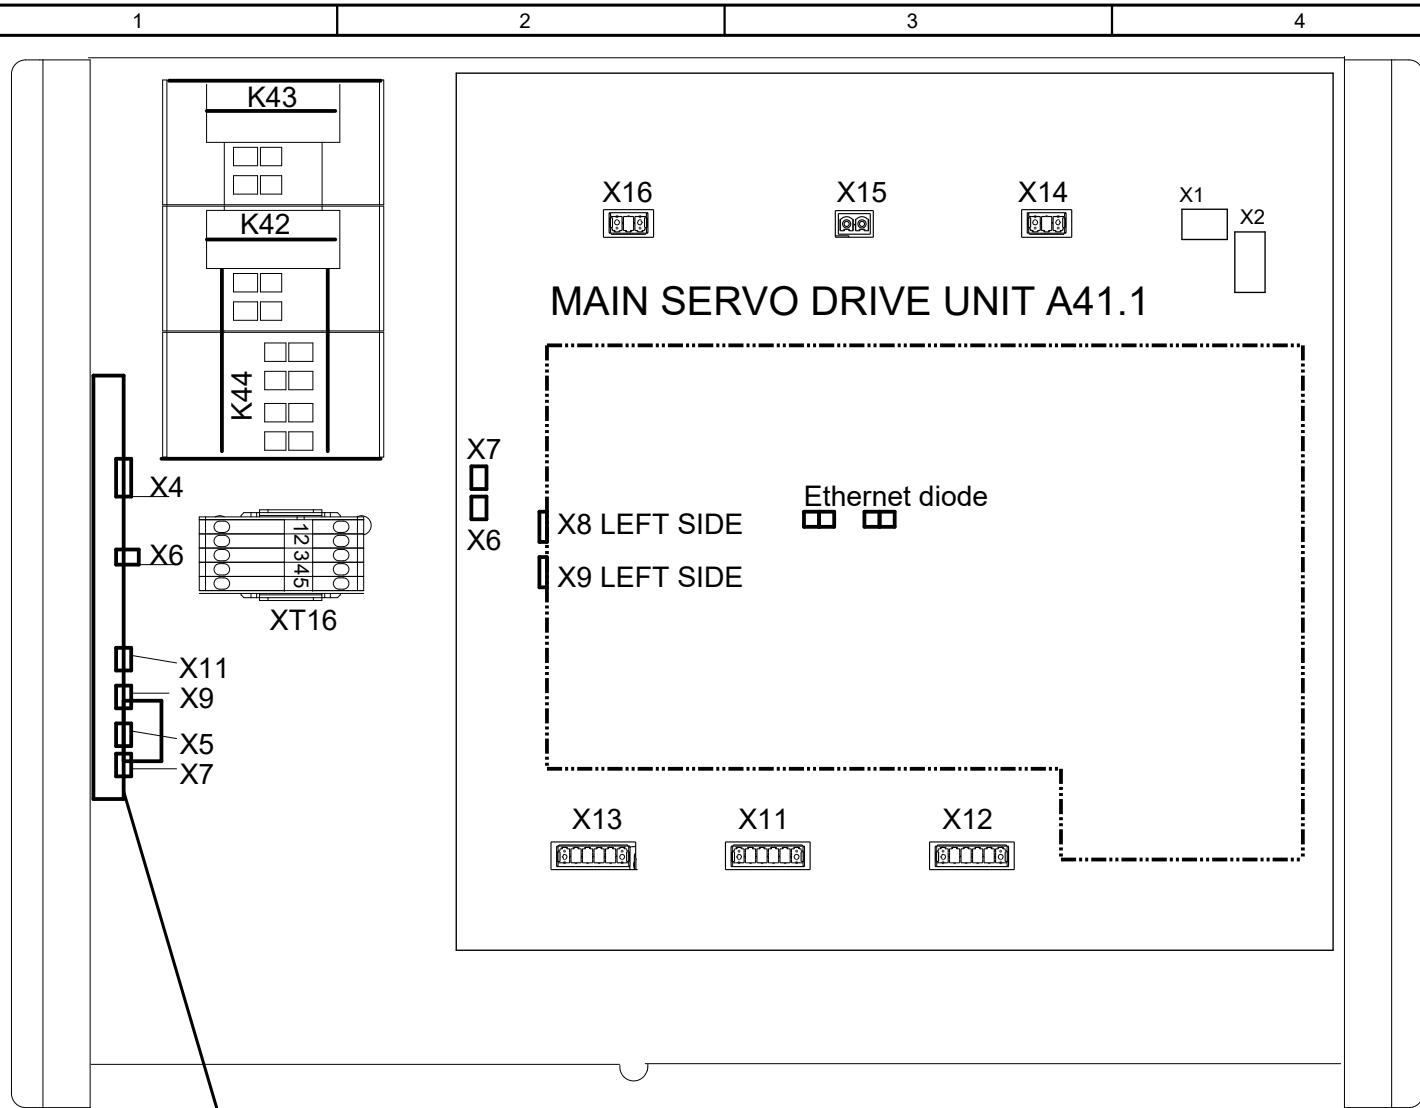 1 2 3 4
K43
X16 X15 X14 X1
X2
K42
MAIN SERVO DRIVE UNIT A41.1
K44
X7
X4
Ethernet diode
X8 LEFT SIDE
X6
X6
12345
X9 LEFT SIDE
XT16
X11
X9
X5
X7
X13 X11 X12